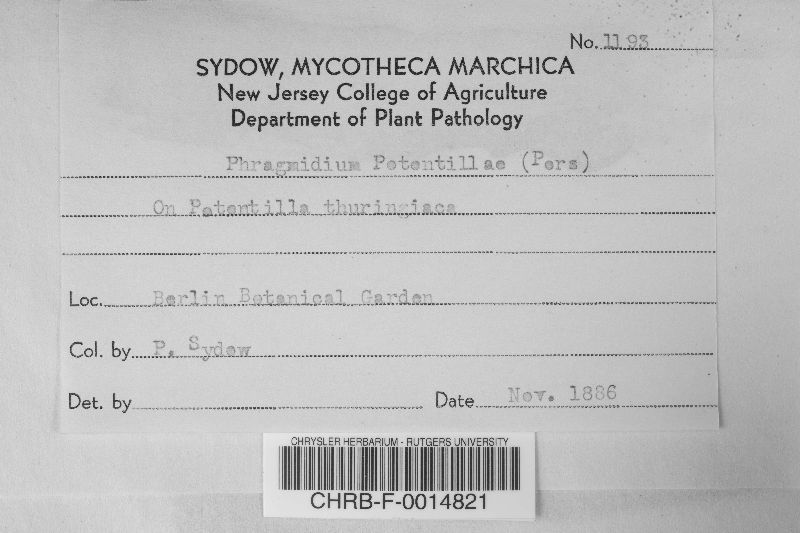 No. 1193
SYDOW, MYCOTHECA MARCHICA
New Jersey College of Agriculture
Department of Plant Pathology
Phragmidium Potentillae (Pers)
On Potentilla thuringiaca
Loc. Berlin Botanical Garden
Col. by P. Sydow
Det. by Date Nov. 1886
CHRYSLER HERBARIUM - RUTGERS UNIVERSITY
CHRB-F-0014821